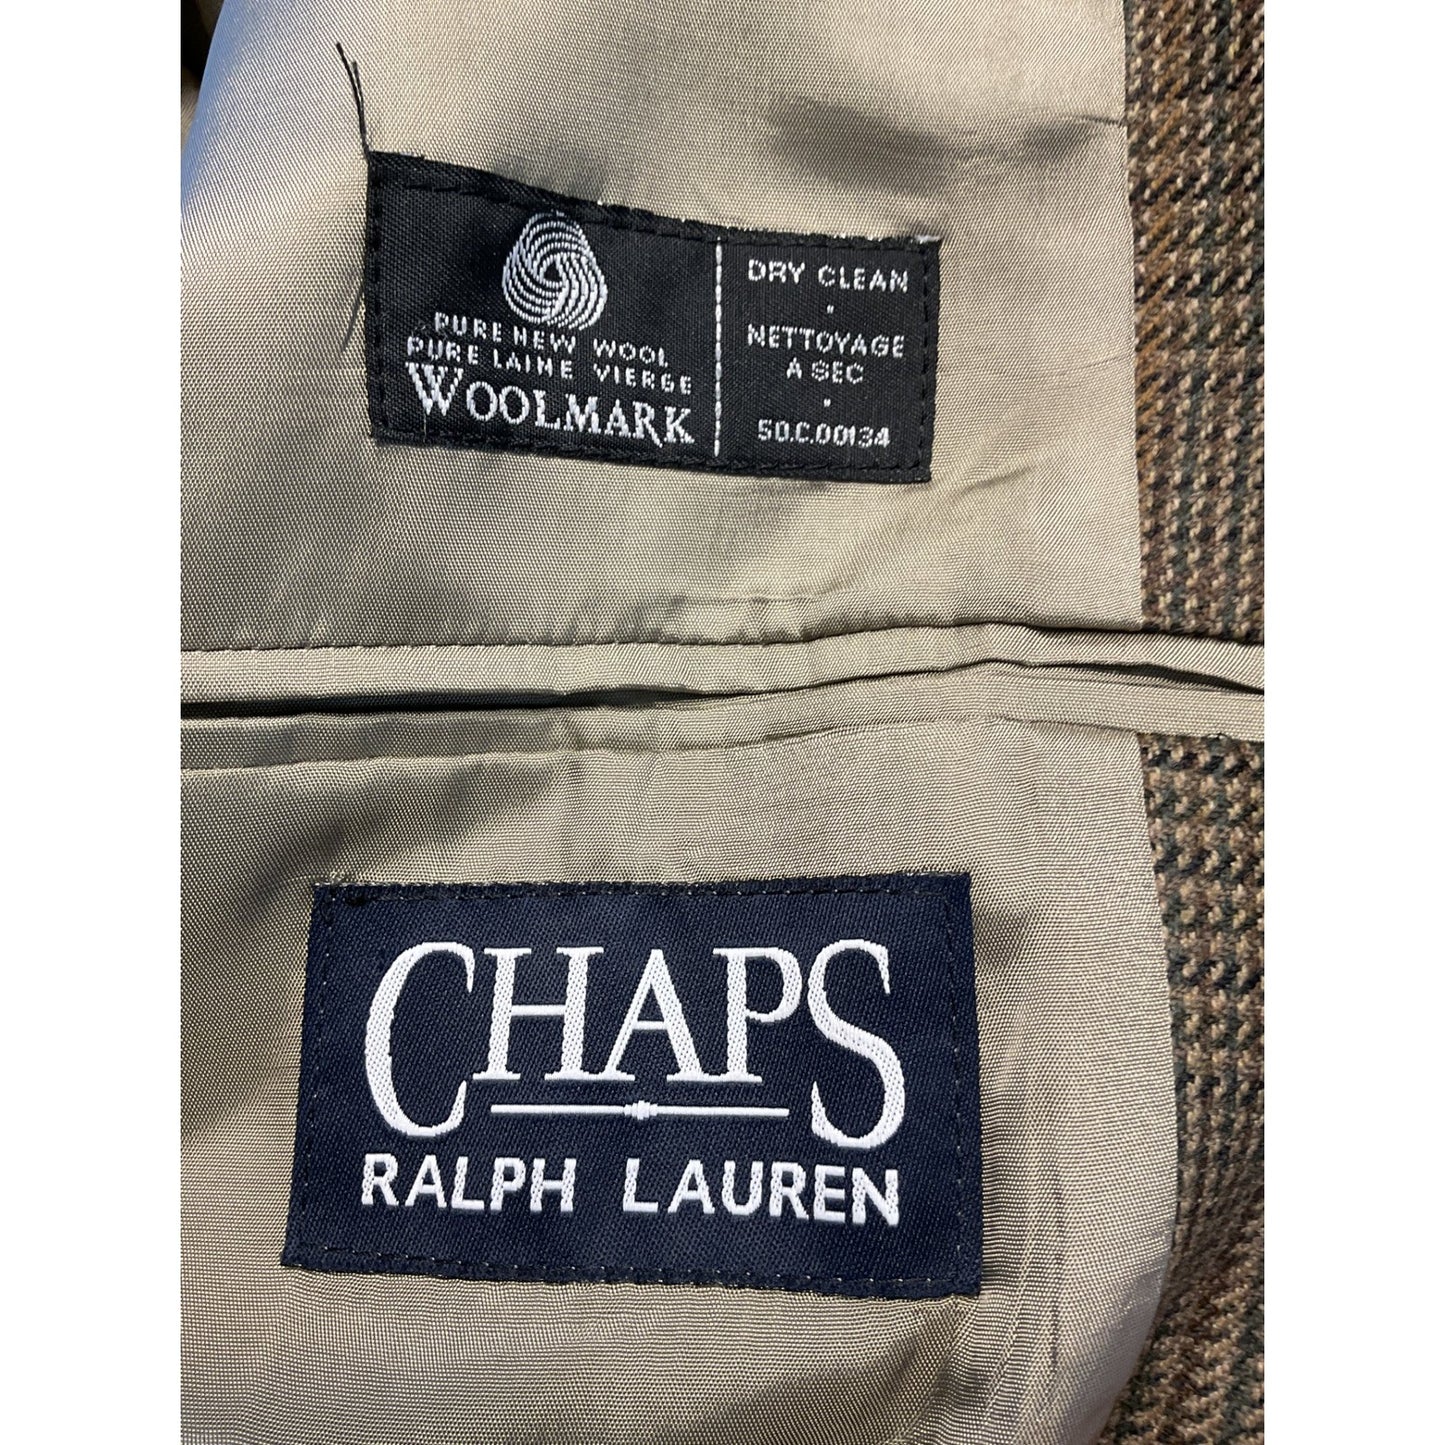 PURE NEW WOOL
PURE LAINE VIERGE
WOOLMARK
DRY CLEAN
•
NETTOYAGE
A SEC
•
50.C.00134
CHAPS
RALPH LAUREN